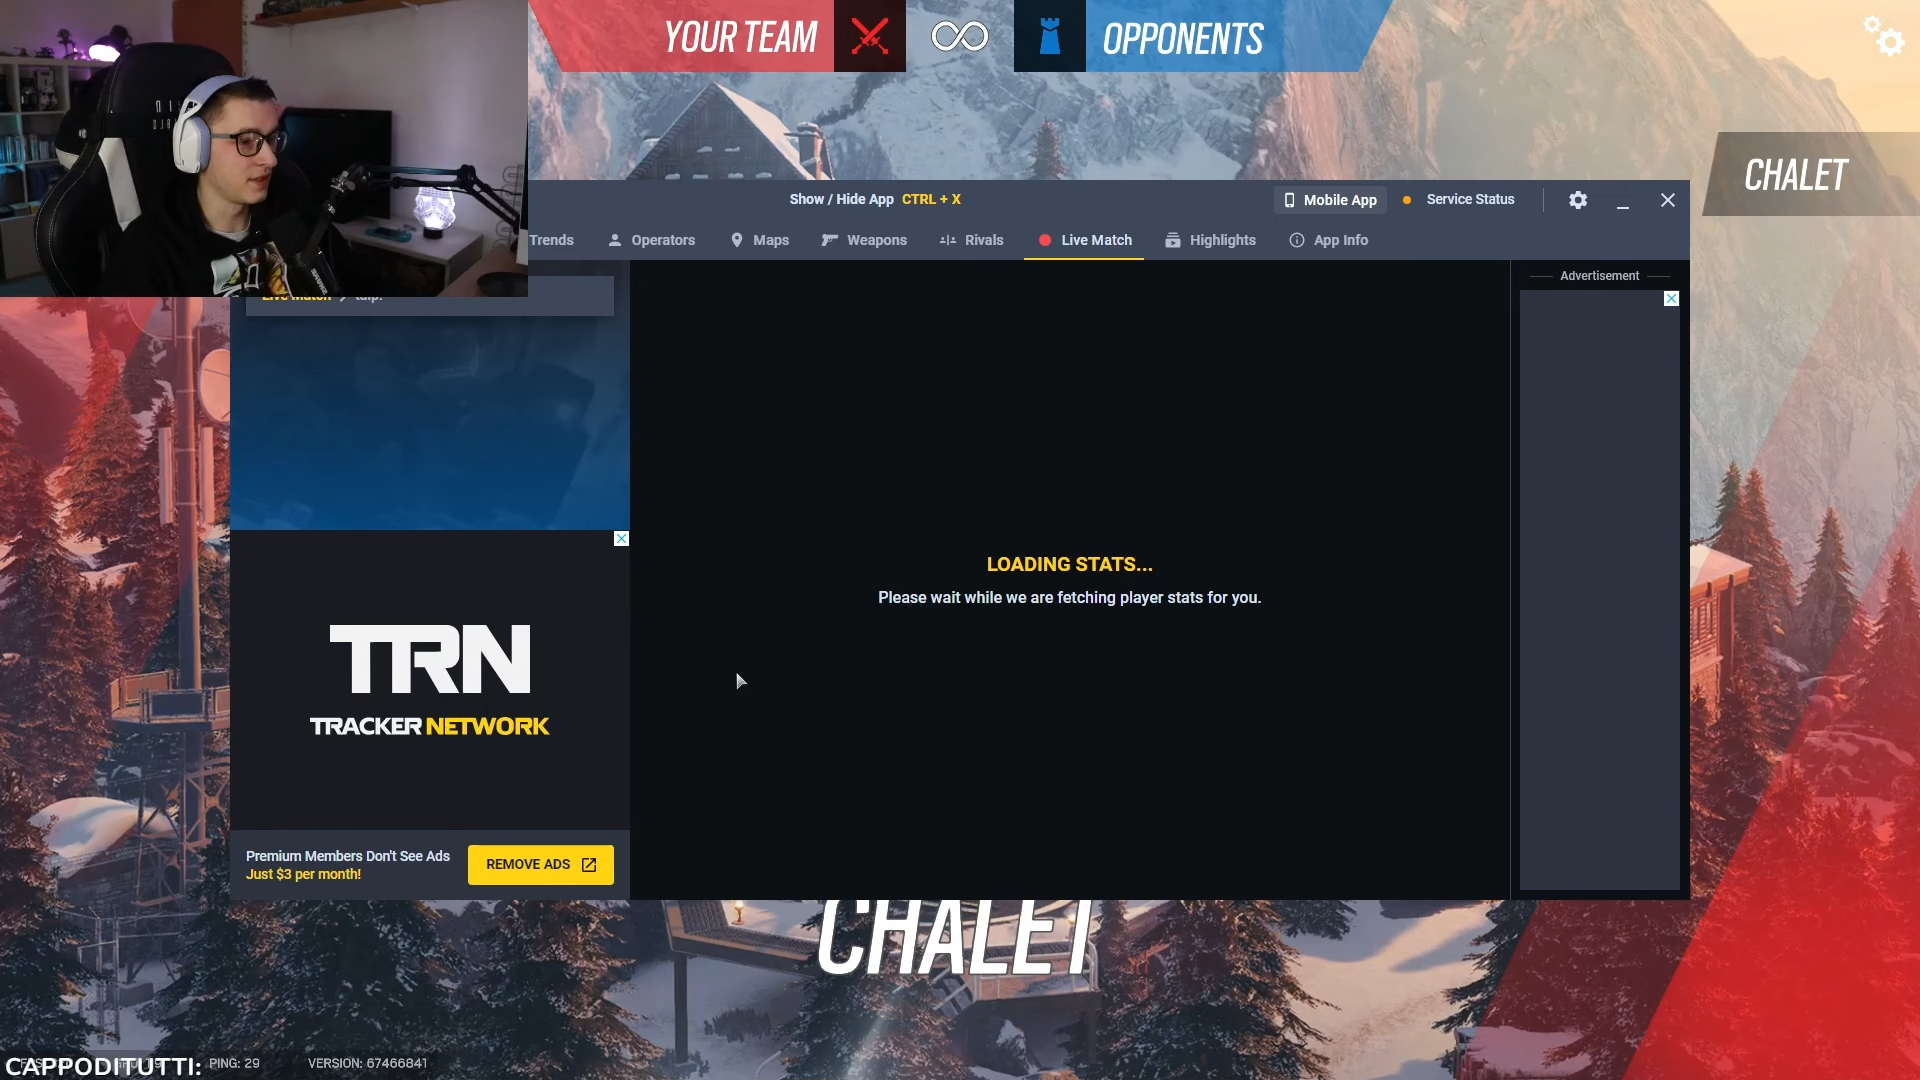 YOUR TEAM
OPPONENTS
CHALET
Show / Hide App CTRL + X
Mobile App
Service Status
Trends
Operators
Maps
Weapons
Rivals
Live Match
Highlights
App Info
Live Match
Advertisement
LOADING STATS...
Please wait while we are fetching player stats for you.
TRN
TRACKER NETWORK
Premium Members Don't See Ads
Just $3 per month!
REMOVE ADS
CHALET
CAPPODITUTTI:
PING: 29
VERSION: 67466841